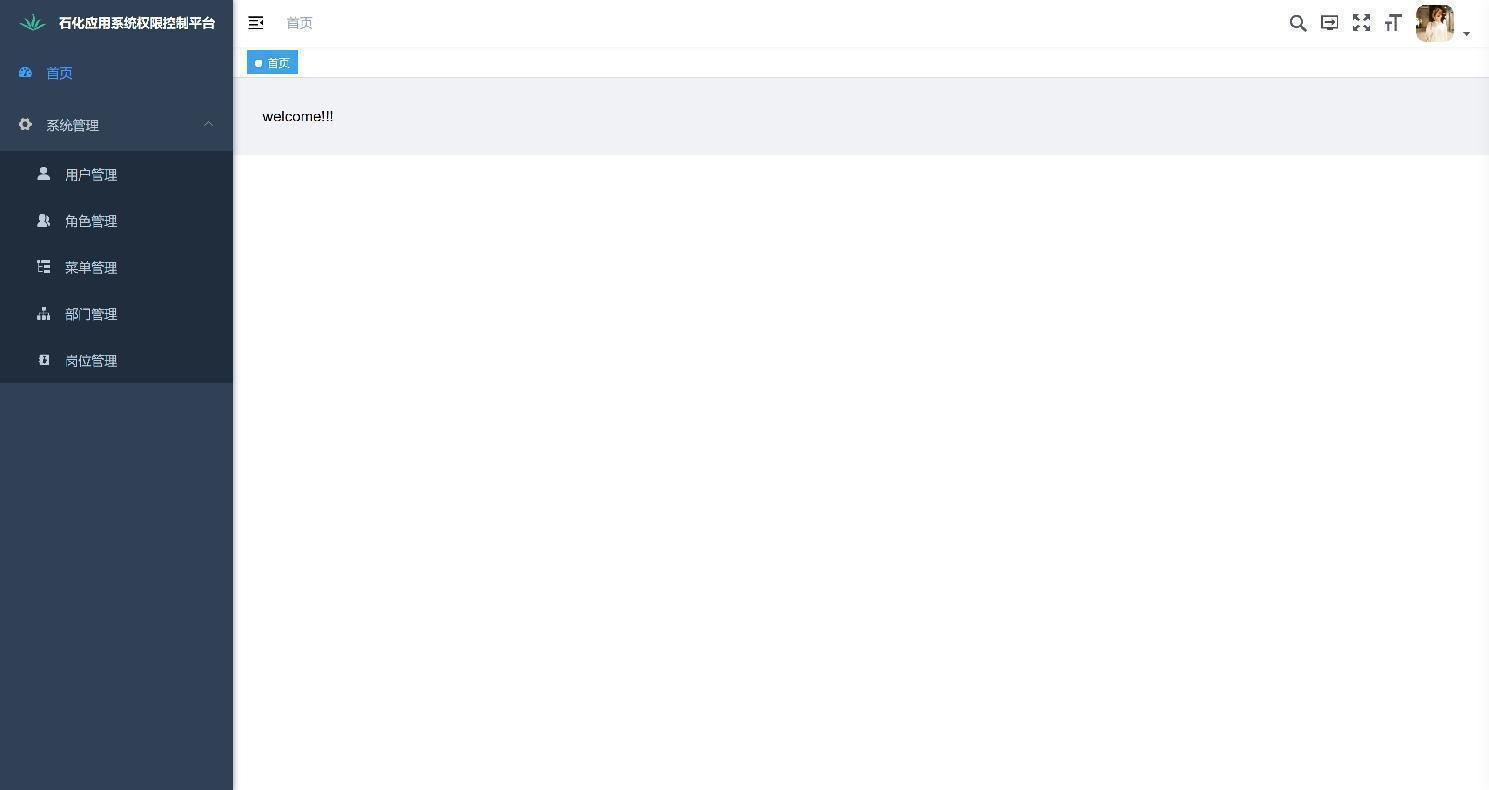 石化应用系统权限控制平台
首页
首页
首页
welcome!!!
系统管理
用户管理
角色管理
菜单管理
部门管理
岗位管理